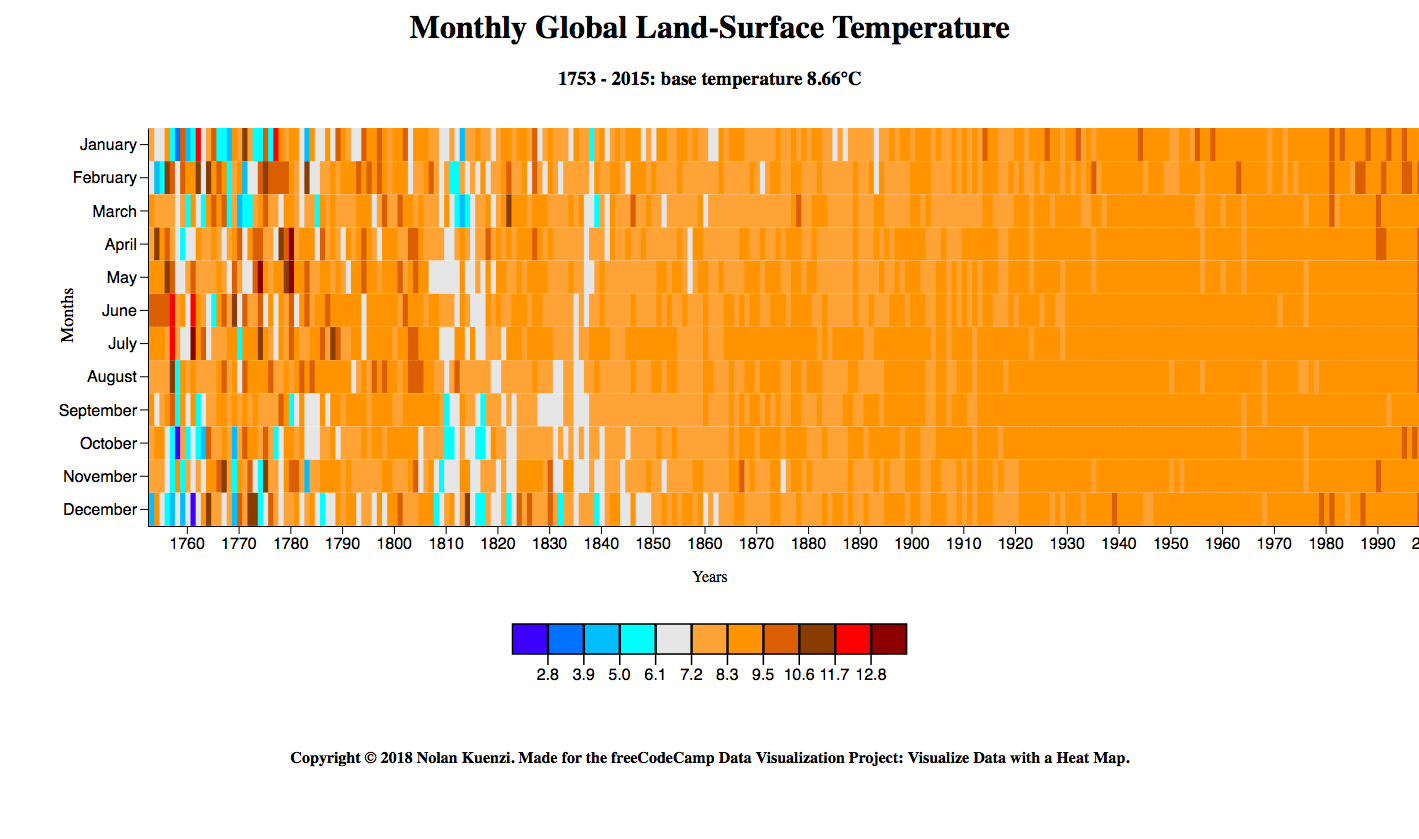 Monthly Global Land-Surface Temperature
1753 - 2015: base temperature 8.66°C
January
February
March
April
May
June
July
August
September
October
November
December
Months
1760 1770 1780 1790 1800 1810 1820 1830 1840 1850 1860 1870 1880 1890 1900 1910 1920 1930 1940 1950 1960 1970 1980 1990 2
Years
2.8 3.9 5.0 6.1 7.2 8.3 9.5 10.6 11.7 12.8
Copyright © 2018 Nolan Kuenzi. Made for the freeCodeCamp Data Visualization Project: Visualize Data with a Heat Map.